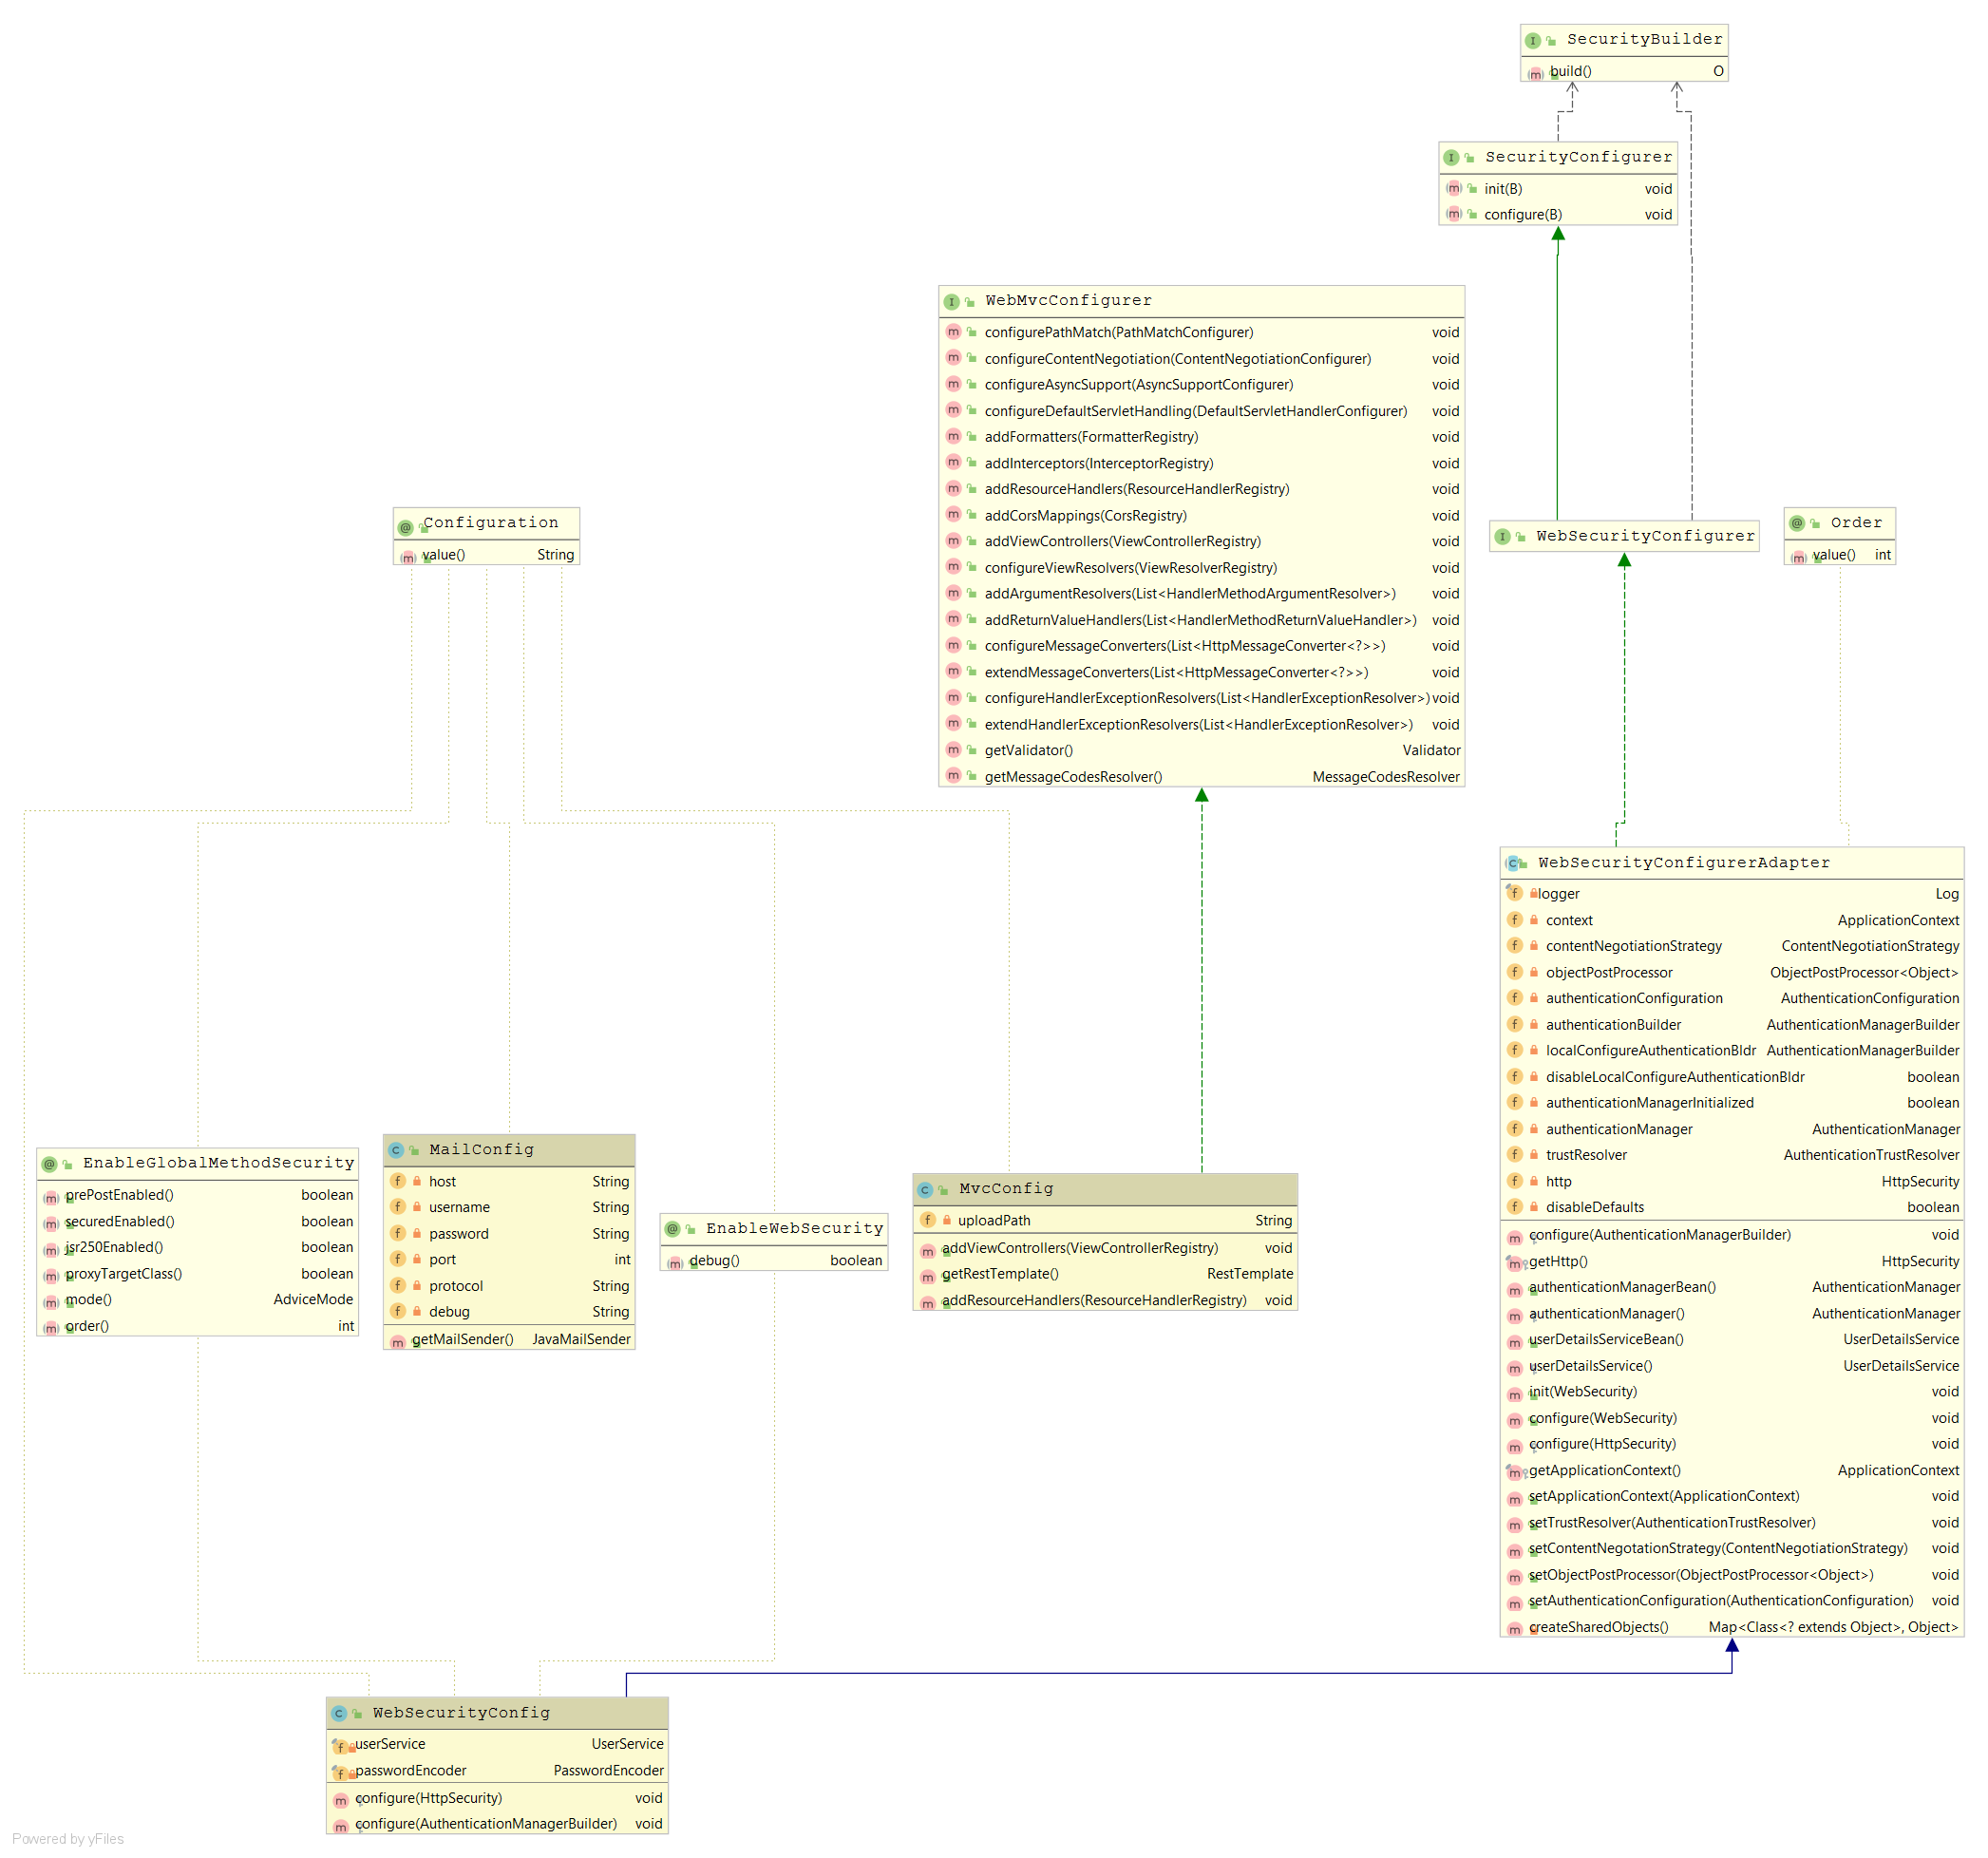 SecurityBuilder
build() O
SecurityConfigurer
init(B) void
configure(B) void
WebMvcConfigurer
configurePathMatch(PathMatchConfigurer) void
configureContentNegotiation(ContentNegotiationConfigurer) void
configureAsyncSupport(AsyncSupportConfigurer) void
configureDefaultServletHandling(DefaultServletHandlerConfigurer) void
addFormatters(FormatterRegistry) void
addInterceptors(InterceptorRegistry) void
addResourceHandlers(ResourceHandlerRegistry) void
addCorsMappings(CorsRegistry) void
addViewControllers(ViewControllerRegistry) void
configureViewResolvers(ViewResolverRegistry) void
addArgumentResolvers(List<HandlerMethodArgumentResolver>) void
addReturnValueHandlers(List<HandlerMethodReturnValueHandler>) void
configureMessageConverters(List<HttpMessageConverter<?>>) void
extendMessageConverters(List<HttpMessageConverter<?>>) void
configureHandlerExceptionResolvers(List<HandlerExceptionResolver>) void
extendHandlerExceptionResolvers(List<HandlerExceptionResolver>) void
getValidator() Validator
getMessageCodesResolver() MessageCodesResolver
Configuration
value() String
WebSecurityConfigurer
Order
value() int
WebSecurityConfigurerAdapter
logger Log
context ApplicationContext
contentNegotiationStrategy ContentNegotiationStrategy
objectPostProcessor ObjectPostProcessor<Object>
authenticationConfiguration AuthenticationConfiguration
authenticationBuilder AuthenticationManagerBuilder
localConfigureAuthenticationBldr AuthenticationManagerBuilder
disableLocalConfigureAuthenticationBldr boolean
authenticationManagerInitialized boolean
authenticationManager AuthenticationManager
trustResolver AuthenticationTrustResolver
http HttpSecurity
disableDefaults boolean
configure(AuthenticationManagerBuilder) void
getHttp() HttpSecurity
authenticationManagerBean() AuthenticationManager
authenticationManager() AuthenticationManager
userDetailsServiceBean() UserDetailsService
userDetailsService() UserDetailsService
init(WebSecurity) void
configure(WebSecurity) void
configure(HttpSecurity) void
getApplicationContext() ApplicationContext
setApplicationContext(ApplicationContext) void
setTrustResolver(AuthenticationTrustResolver) void
setContentNegotationStrategy(ContentNegotiationStrategy) void
setObjectPostProcessor(ObjectPostProcessor<Object>) void
setAuthenticationConfiguration(AuthenticationConfiguration) void
createSharedObjects() Map<Class<? extends Object>, Object>
EnableGlobalMethodSecurity
prePostEnabled() boolean
securedEnabled() boolean
jsr250Enabled() boolean
proxyTargetClass() boolean
mode() AdviceMode
order() int
MailConfig
host String
username String
password String
port int
protocol String
debug String
getMailSender() JavaMailSender
EnableWebSecurity
debug() boolean
MvcConfig
uploadPath String
addViewControllers(ViewControllerRegistry) void
getRestTemplate() RestTemplate
addResourceHandlers(ResourceHandlerRegistry) void
WebSecurityConfig
userService UserService
passwordEncoder PasswordEncoder
configure(HttpSecurity) void
configure(AuthenticationManagerBuilder) void
Powered by yFiles